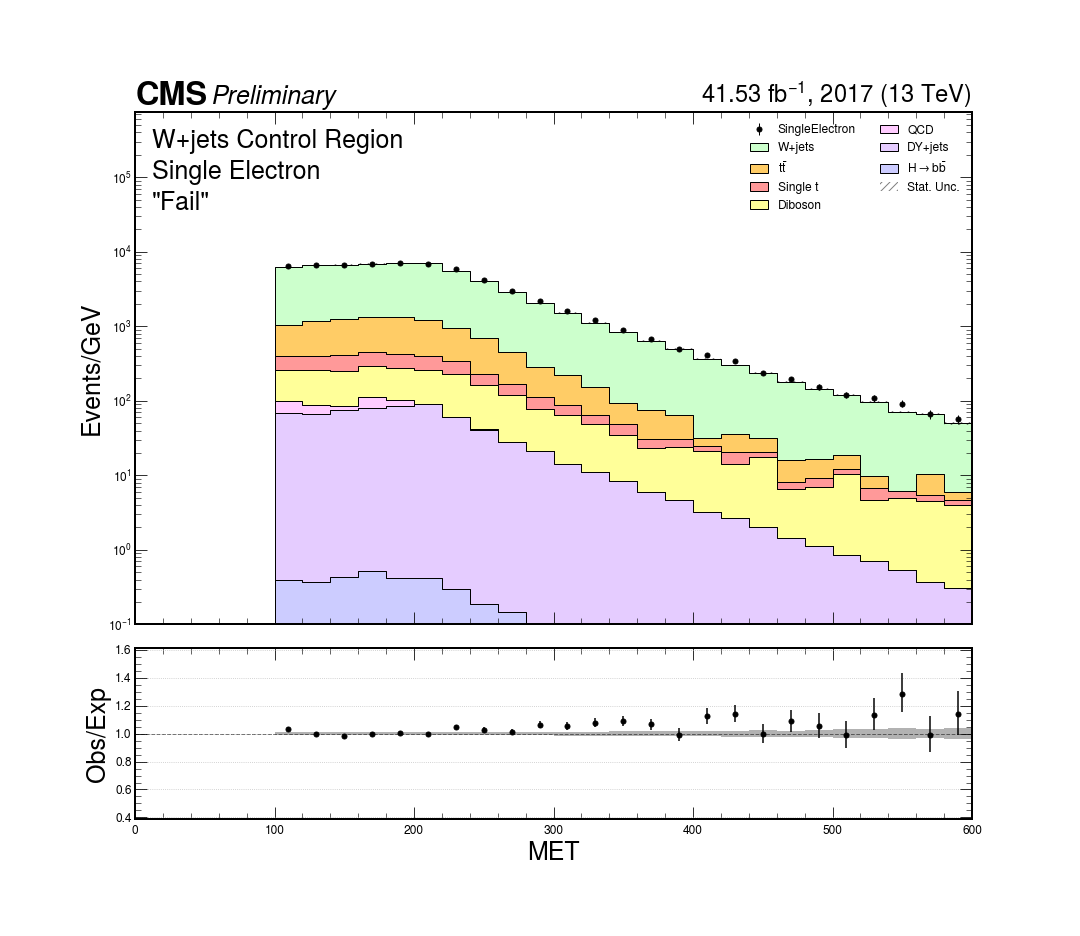 CMS Preliminary
41.53 fb⁻¹, 2017 (13 TeV)
W+jets Control Region
Single Electron
"Fail"
SingleElectron
W+jets
tt̄
Single t
Diboson
QCD
DY+jets
H→bb̄
Stat. Unc.
Events/GeV
10⁵
10⁴
10³
10²
10¹
10⁰
10⁻¹
Obs/Exp
1.6
1.4
1.2
1.0
0.8
0.6
0.4
0 100 200 300 400 500 600
MET